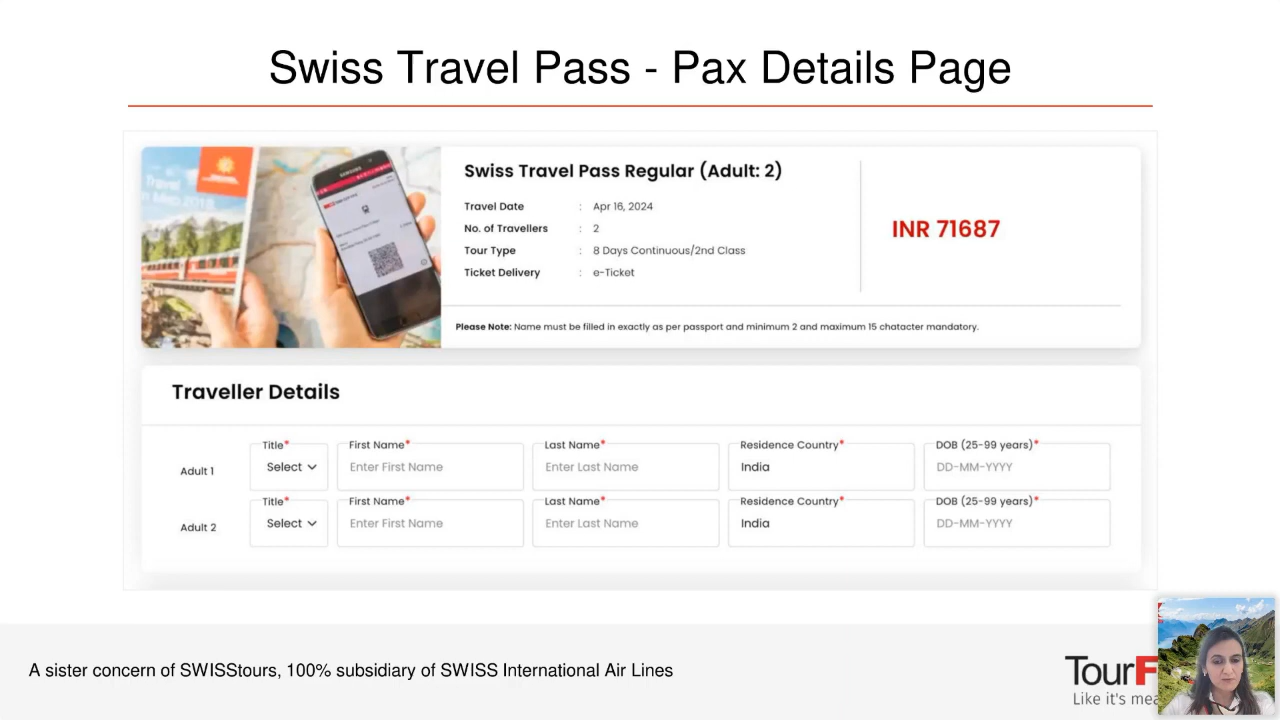 Swiss Travel Pass - Pax Details Page
Swiss Travel Pass Regular (Adult: 2)
Travel Date : Apr 16, 2024
No. of Travellers : 2
Tour Type : 8 Days Continuous/2nd Class
Ticket Delivery : e-Ticket
INR 71687
Please Note: Name must be filled in exactly as per passport and minimum 2 and maximum 15 chatacter mandatory.
Travel
SAMSUNG
Traveller Details
Title* First Name* Last Name* Residence Country* DOB (25-99 years)*
Adult 1 Select Enter First Name Enter Last Name India DD-MM-YYYY
Title* First Name* Last Name* Residence Country* DOB (25-99 years)*
Adult 2 Select Enter First Name Enter Last Name India DD-MM-YYYY
A sister concern of SWISStours, 100% subsidiary of SWISS International Air Lines
TourF
Like it's mea